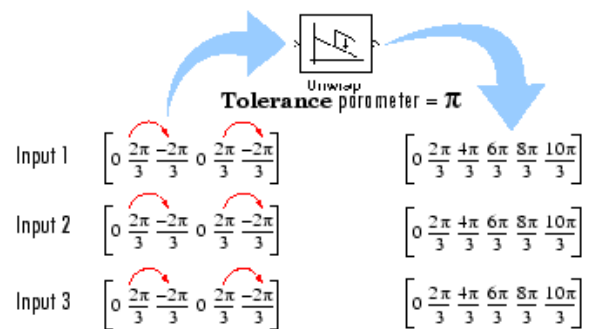 Unwrap
Tolerance parameter = π
Input 1 [0 2π/3 -2π/3 0 2π/3 -2π/3] [0 2π/3 4π/3 6π/3 8π/3 10π/3]
Input 2 [0 2π/3 -2π/3 0 2π/3 -2π/3] [0 2π/3 4π/3 6π/3 8π/3 10π/3]
Input 3 [0 2π/3 -2π/3 0 2π/3 -2π/3] [0 2π/3 4π/3 6π/3 8π/3 10π/3]